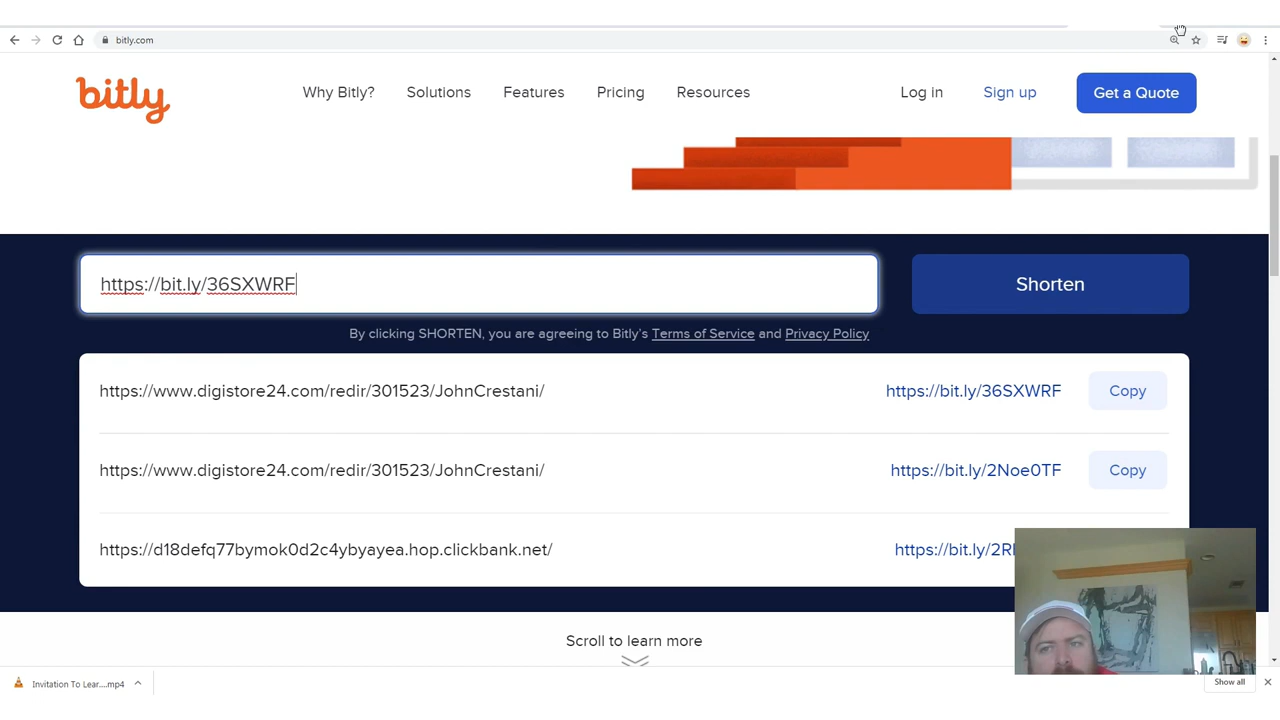 bitly.com
bitly
Why Bitly?
Solutions
Features
Pricing
Resources
Log in
Sign up
Get a Quote
https://bit.ly/36SXWRF
Shorten
By clicking SHORTEN, you are agreeing to Bitly's Terms of Service and Privacy Policy
https://www.digistore24.com/redir/301523/JohnCrestani/
https://bit.ly/36SXWRF
Copy
https://www.digistore24.com/redir/301523/JohnCrestani/
https://bit.ly/2Noe0TF
Copy
https://d18defq77bymok0d2c4ybyayea.hop.clickbank.net/
Scroll to learn more
Invitation To Lear....mp4
Show all